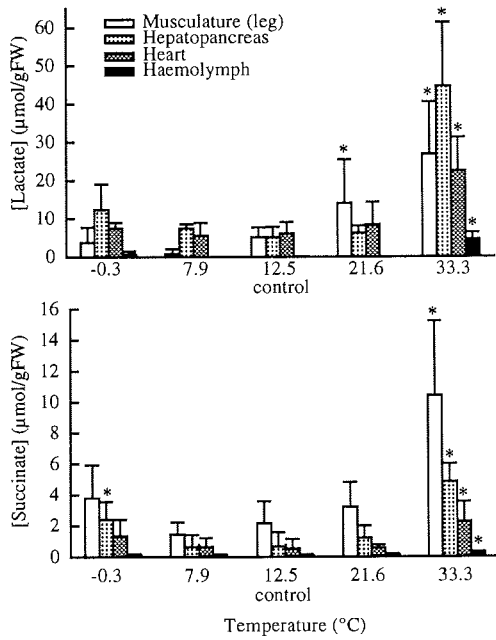 Musculature (leg)
Hepatopancreas
Heart
Haemolymph
[Lactate] (µmol/gFW)
60
50
40
30
20
10
0
* * * * *
-0.3 7.9 12.5 21.6 33.3
control
[Succinate] (µmol/gFW)
16
14
12
10
8
6
4
2
0
* * * * *
-0.3 7.9 12.5 21.6 33.3
control
Temperature (°C)